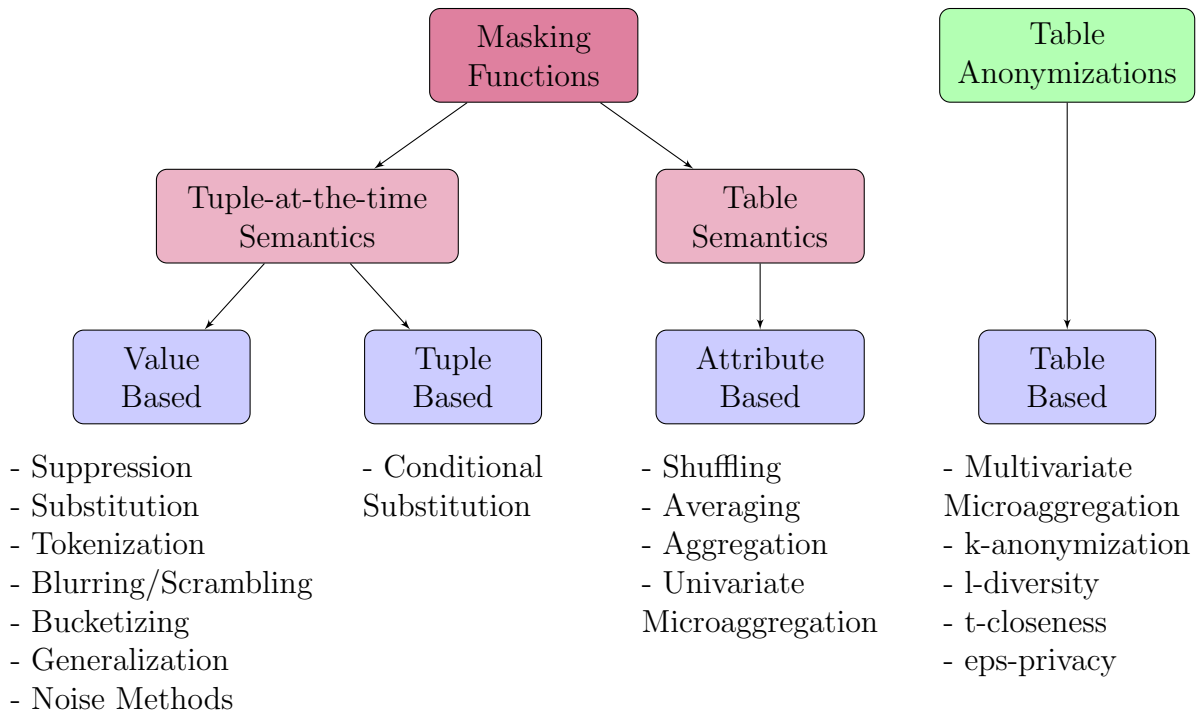 Masking
Functions
Table
Anonymizations
Tuple-at-the-time
Semantics
Table
Semantics
Value
Based
Tuple
Based
Attribute
Based
Table
Based
- Suppression
- Substitution
- Tokenization
- Blurring/Scrambling
- Bucketizing
- Generalization
- Noise Methods
- Conditional
Substitution
- Shuffling
- Averaging
- Aggregation
- Univariate
Microaggregation
- Multivariate
Microaggregation
- k-anonymization
- l-diversity
- t-closeness
- eps-privacy